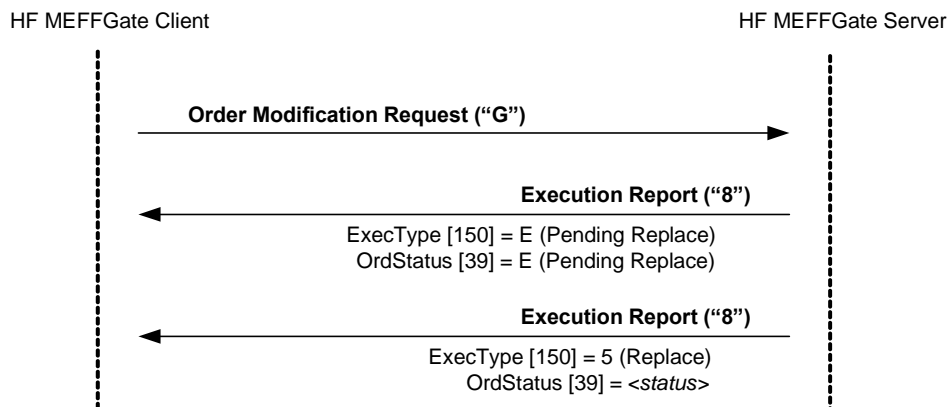 HF MEFFGate Client
HF MEFFGate Server
Order Modification Request (“G”)
Execution Report (“8”)
ExecType [150] = E (Pending Replace)
OrdStatus [39] = E (Pending Replace)
Execution Report (“8”)
ExecType [150] = 5 (Replace)
OrdStatus [39] = <status>